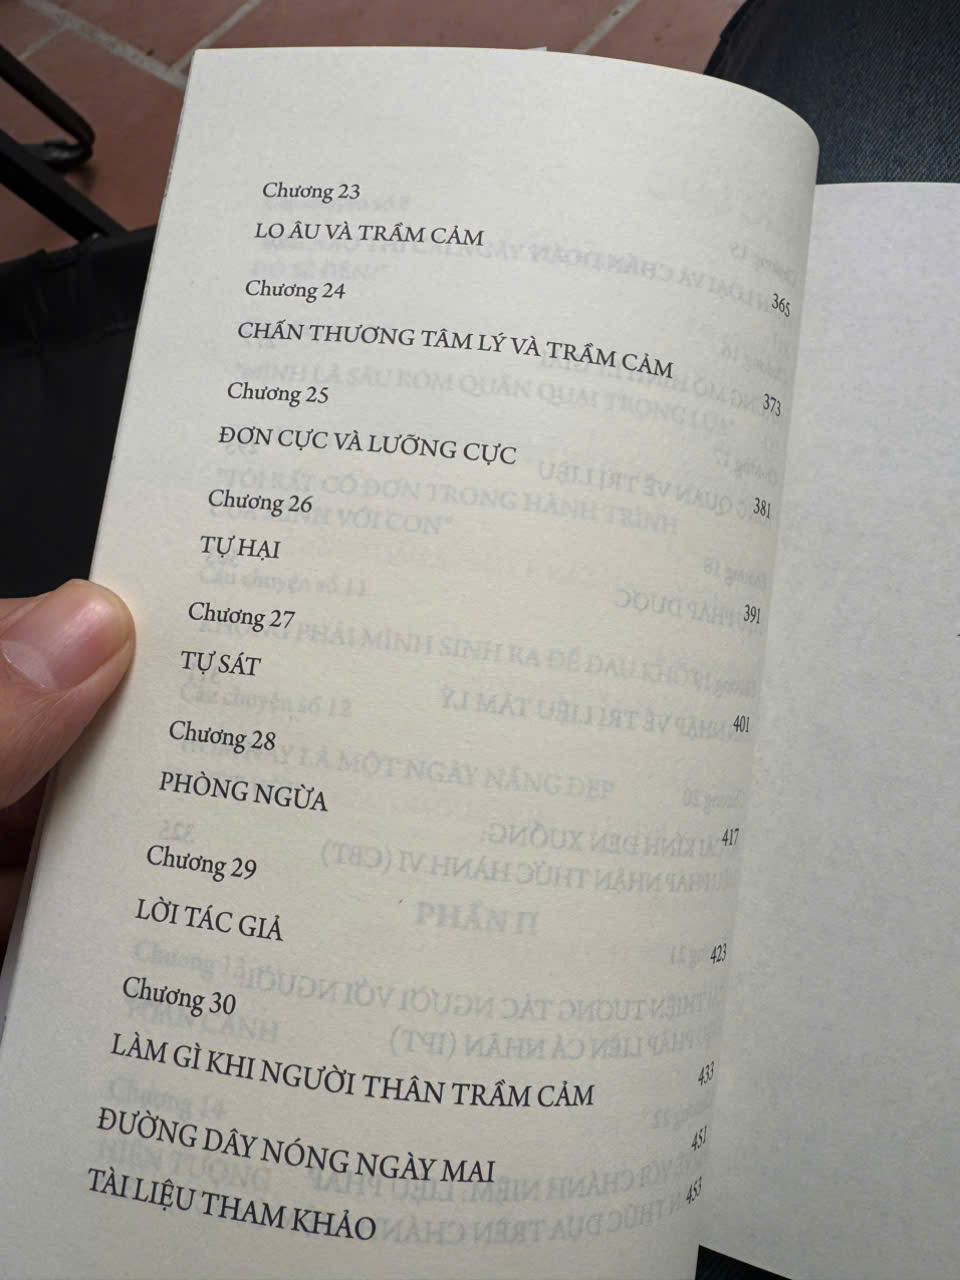 Chương 23
LO ÂU VÀ TRẦM CẢM 365
Chương 24
CHẤN THƯƠNG TÂM LÝ VÀ TRẦM CẢM 373
Chương 25
ĐƠN CỰC VÀ LƯỠNG CỰC 381
Chương 26
TỰ HẠI 391
Chương 27
TỰ SÁT 401
Chương 28
PHÒNG NGỪA 417
Chương 29
LỜI TÁC GIẢ 423
Chương 30
LÀM GÌ KHI NGƯỜI THÂN TRẦM CẢM 433
ĐƯỜNG DÂY NÓNG NGÀY MAI 451
TÀI LIỆU THAM KHẢO 453